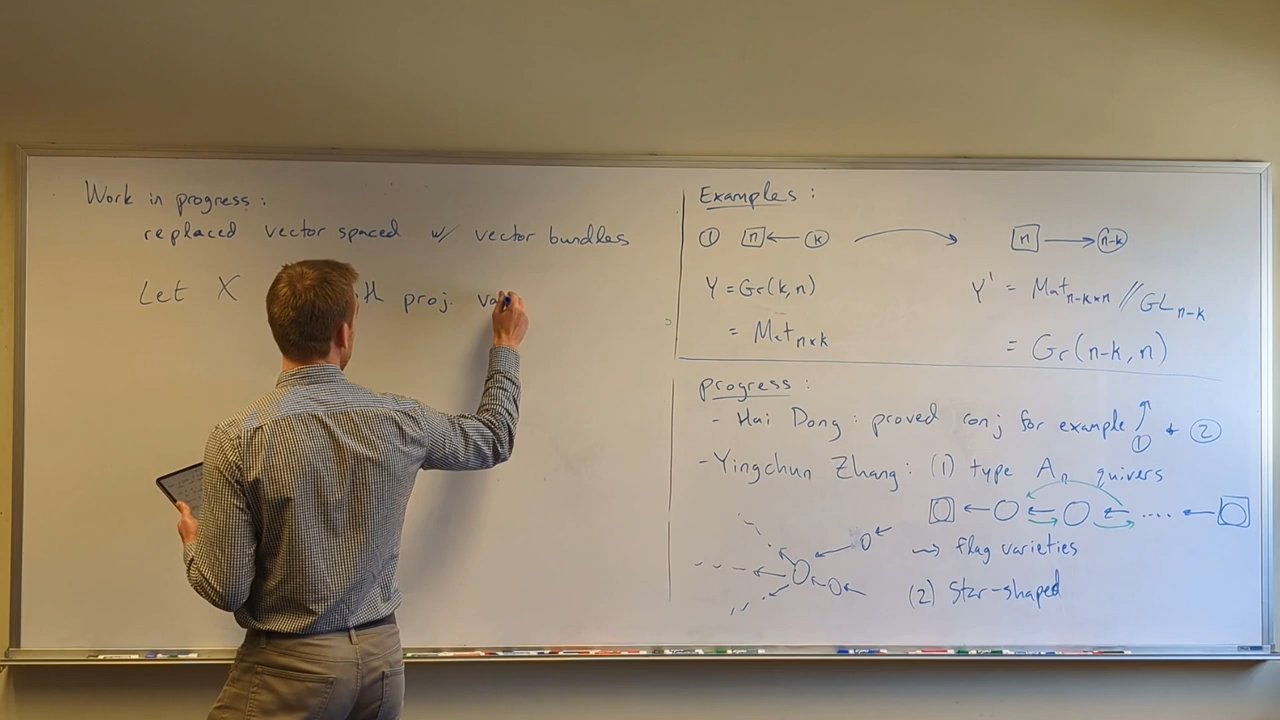 Work in progress:
replaced vector spaced w/ vector bundles
Let X proj. va
Examples:
① n ← k
n → n-k
Y = Gr(k,n)
Y' = Mat n-k×n // GL n-k
= Mat n×k
= Gr(n-k, n)
progress:
- Hai Dong: proved conj for example ① + ②
- Yingchun Zhang: (1) type An quivers
⇝ flag varieties
(2) star-shaped